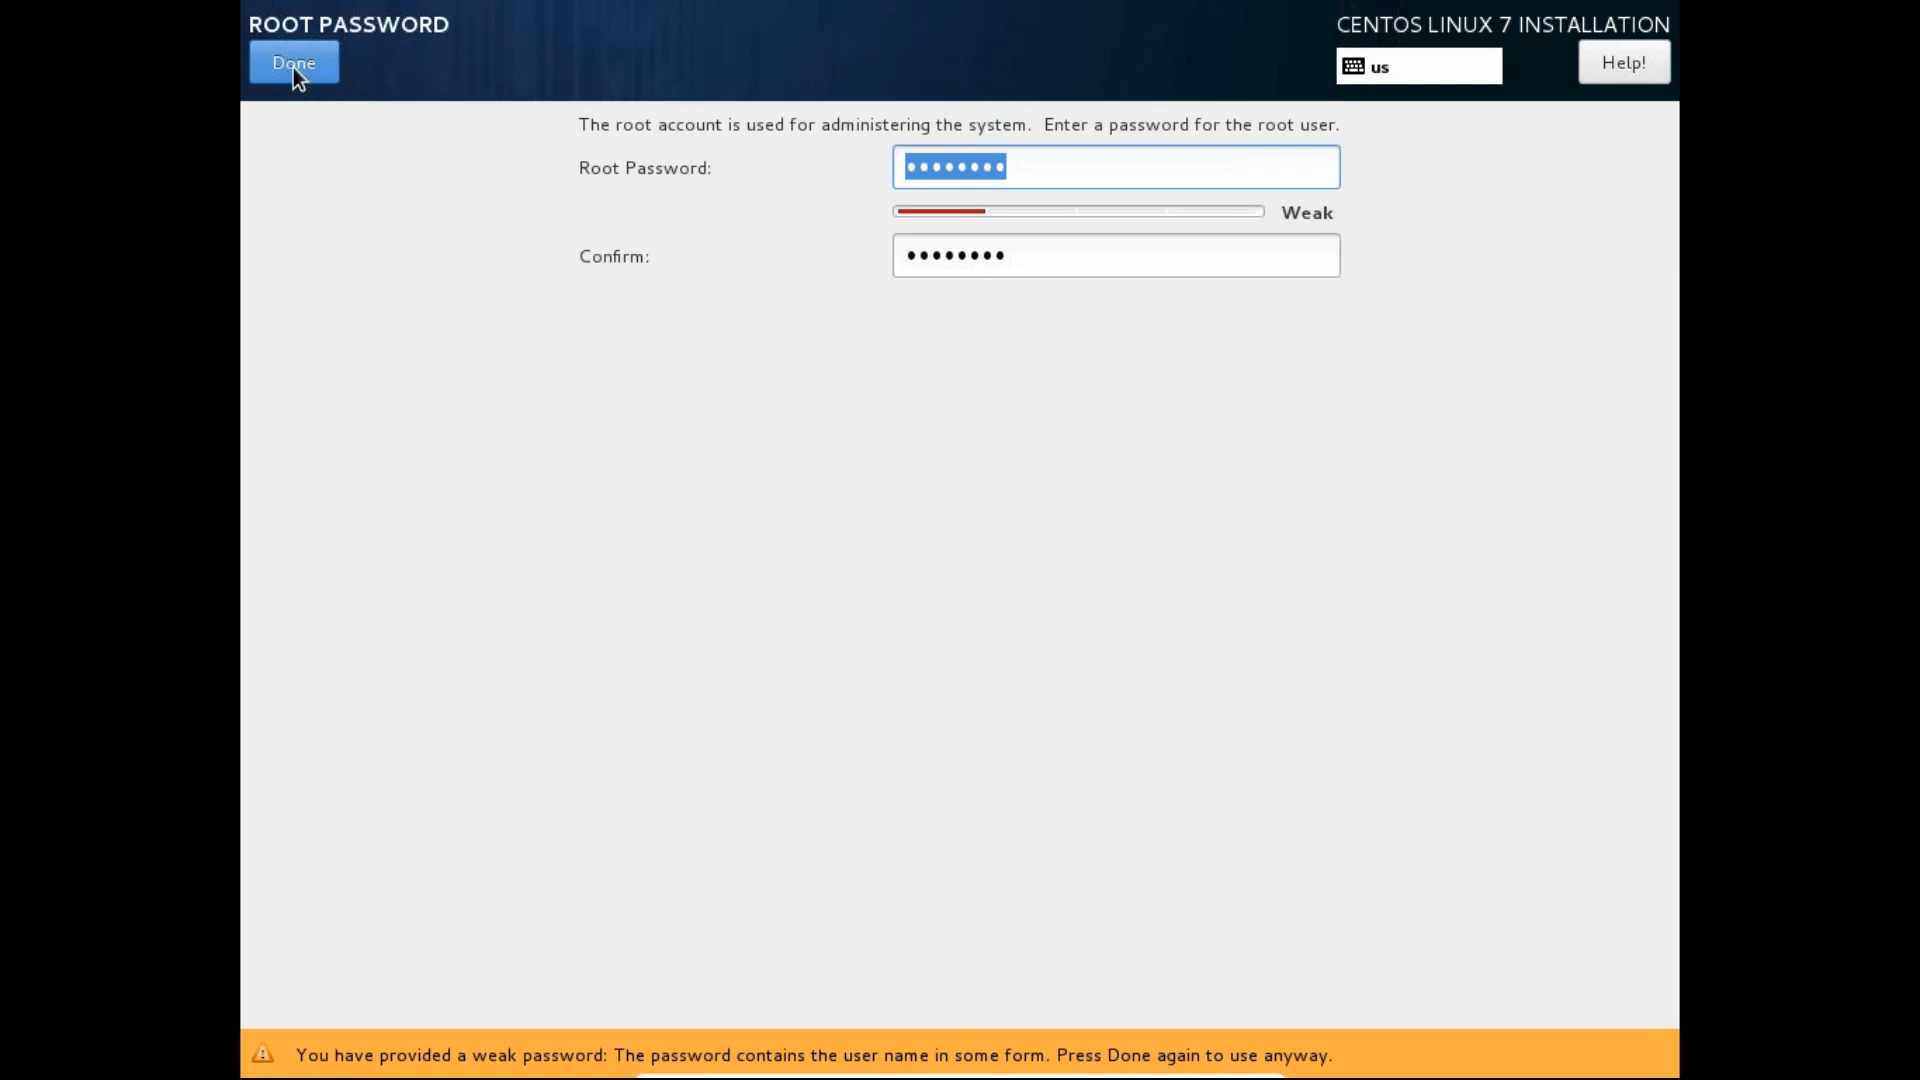 ROOT PASSWORD
CENTOS LINUX 7 INSTALLATION
Done
us
Help!
The root account is used for administering the system.  Enter a password for the root user.
Root Password:
••••••••
Weak
Confirm:
••••••••
You have provided a weak password: The password contains the user name in some form. Press Done again to use anyway.